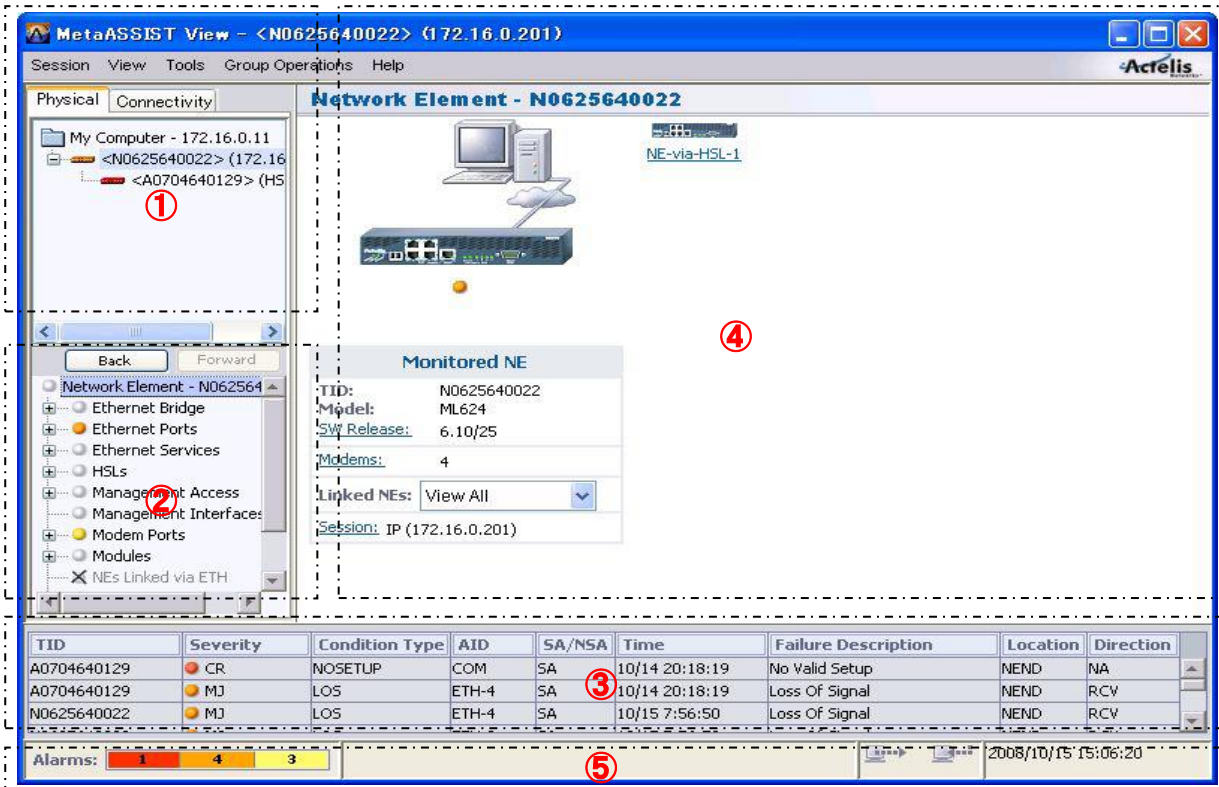 MetaASSIST View - <N0625640022> (172.16.0.201)
Session View Tools Group Operations Help
Actelis
Physical Connectivity
My Computer - 172.16.0.11
<N0625640022> (172.16
<A0704640129> (HS
①
Back Forward
Network Element - N062564
Ethernet Bridge
Ethernet Ports
Ethernet Services
HSLs
Management Access
②
Management Interfaces
Modem Ports
Modules
NEs Linked via ETH
Network Element - N0625640022
NE-via-HSL-1
④
Monitored NE
TID: N0625640022
Model: ML624
SW Release: 6.10/25
Modems: 4
Linked NEs: View All
Session: IP (172.16.0.201)
TID Severity Condition Type AID SA/NSA Time Failure Description Location Direction
A0704640129 CR NOSETUP COM SA 10/14 20:18:19 No Valid Setup NEND NA
A0704640129 MJ LOS ETH-4 SA 10/14 20:18:19 Loss Of Signal NEND RCV
③
N0625640022 MJ LOS ETH-4 SA 10/15 7:56:50 Loss Of Signal NEND RCV
Alarms: 1 4 3
⑤
2008/10/15 15:06:20